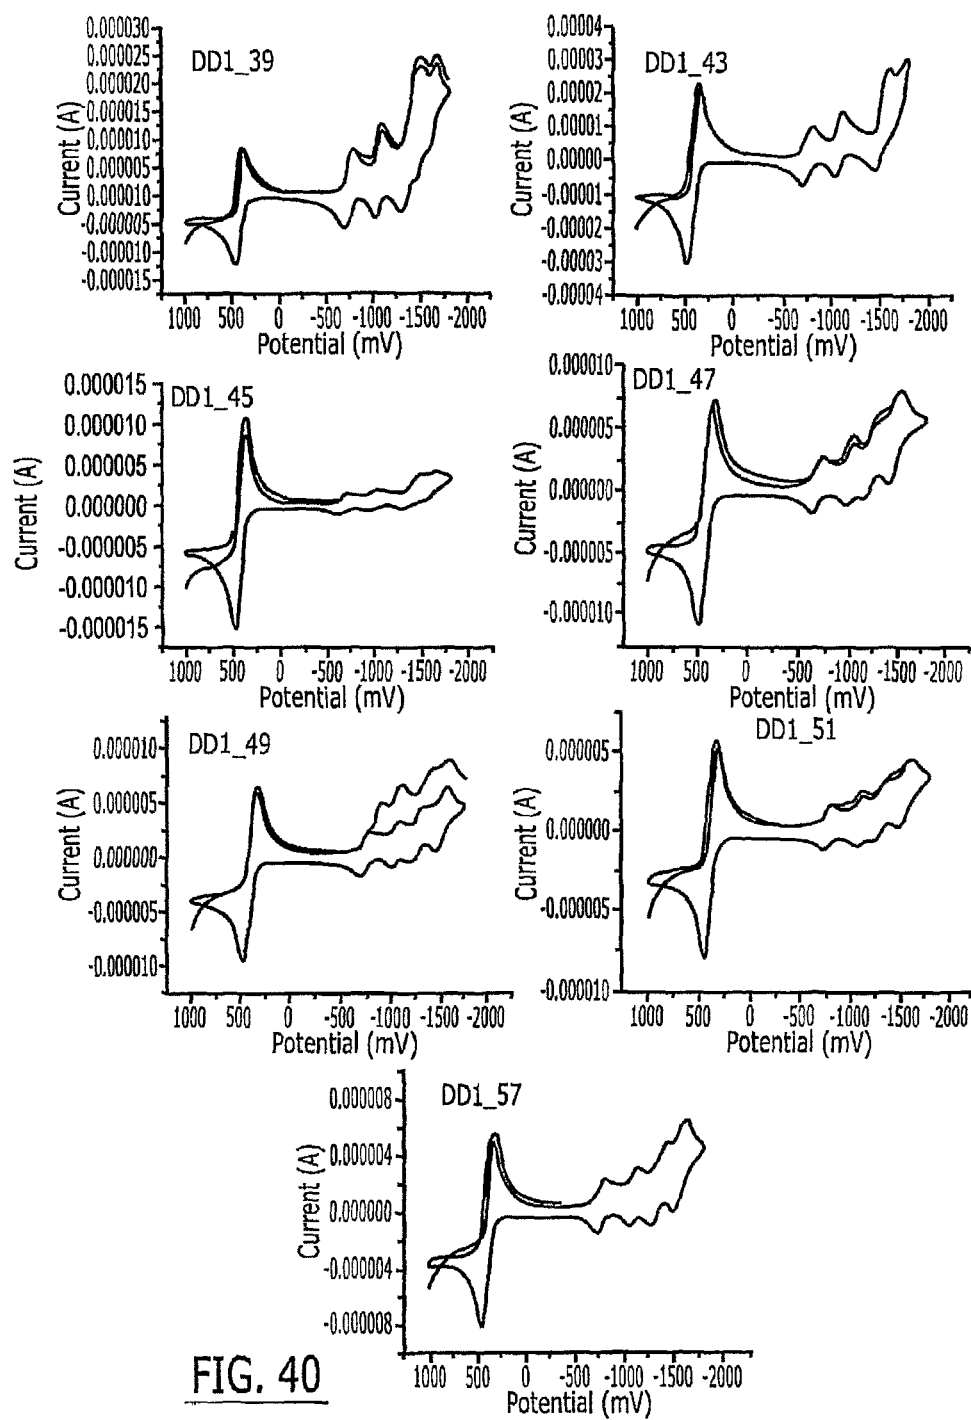 DD1_39
Current (A)
0.000030
0.000025
0.000020
0.000015
0.000010
0.000005
0.000010
-0.000005
-0.000010
-0.000015
1000 500 0 -500 -1000 -1500 -2000
Potential (mV)
DD1_43
Current (A)
0.00004
0.00003
0.00002
0.00001
0.00000
-0.00001
-0.00002
-0.00003
-0.00004
1000 500 0 -500 -1000 -1500 -2000
Potential (mV)
DD1_45
Current (A)
0.000015
0.000010
0.000005
0.000000
-0.000005
-0.000010
-0.000015
1000 500 0 -500 -1000 -1500 -2000
Potential (mV)
DD1_47
Current (A)
0.000010
0.000005
0.000000
-0.000005
-0.000010
1000 500 0 -500 -1000 -1500 -2000
Potential (mV)
DD1_49
Current (A)
0.000010
0.000005
0.000000
-0.000005
-0.000010
1000 500 0 -500 -1000 -1500 -2000
Potential (mV)
DD1_51
Current (A)
0.000005
0.000000
-0.000005
-0.000010
1000 500 0 -500 -1000 -1500 -2000
Potential (mV)
DD1_57
Current (A)
0.000008
0.000004
0.000000
-0.000004
-0.000008
1000 500 0 -500 -1000 -1500 -2000
Potential (mV)
FIG. 40